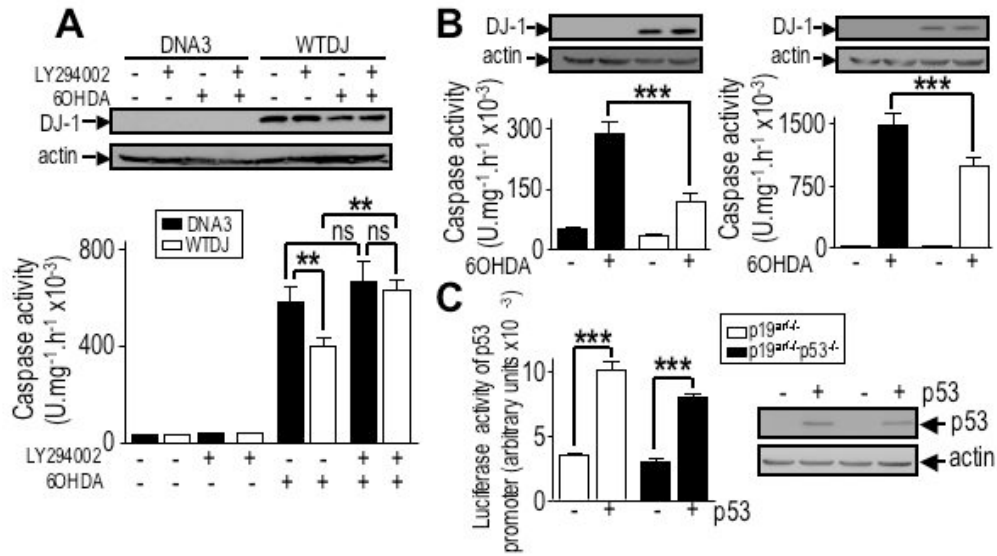 A
DNA3 WTDJ
LY294002 - + - + - + - +
6OHDA - - + + - - + +
DJ-1
actin
DNA3
WTDJ
Caspase activity
(U.mg-1.h-1 x10-3)
800
400
0
** ns ns **
LY294002 - - + + - - + +
6OHDA - - - - + + + +
B
DJ-1
actin
Caspase activity
(U.mg-1.h-1 x10-3)
300
150
0
***
6OHDA - + - +
DJ-1
actin
Caspase activity
(U.mg-1.h-1 x10-3)
1500
750
0
***
6OHDA - + - +
C
Luciferase activity of p53
promoter (arbitrary units x10-3)
10
5
0
***
***
- + - + p53
p19arf-/-
p19arf-/-p53-/-
- + - + p53
p53
actin